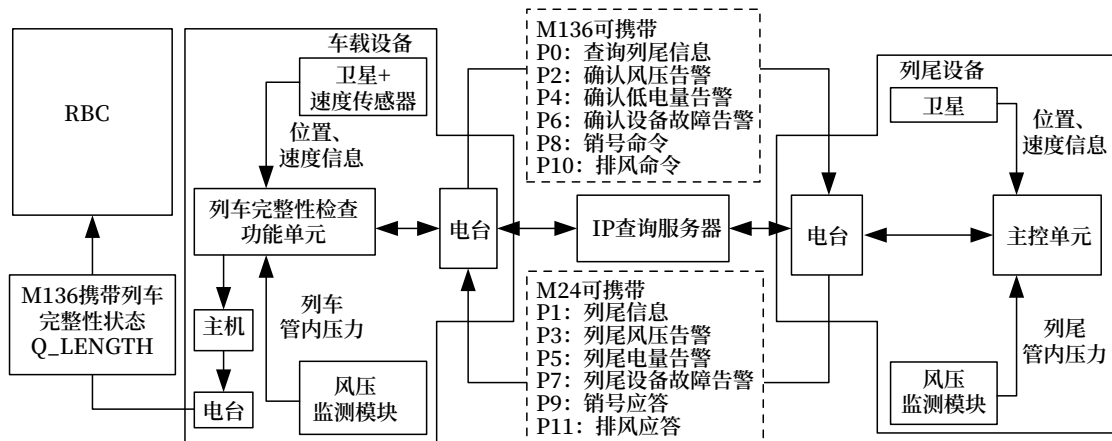 RBC
M136携带列车
完整性状态
Q_LENGTH
车载设备
卫星+
速度传感器
位置、
速度信息
列车完整性检查
功能单元
主机
电台
列车
管内压力
风压
监测模块
电台
M136可携带
P0：查询列尾信息
P2：确认风压告警
P4：确认低电量告警
P6：确认设备故障告警
P8：销号命令
P10：排风命令
IP查询服务器
M24可携带
P1：列尾信息
P3：列尾风压告警
P5：列尾电量告警
P7：列尾设备故障告警
P9：销号应答
P11：排风应答
电台
列尾设备
卫星
位置、
速度信息
主控单元
列尾
管内压力
风压
监测模块